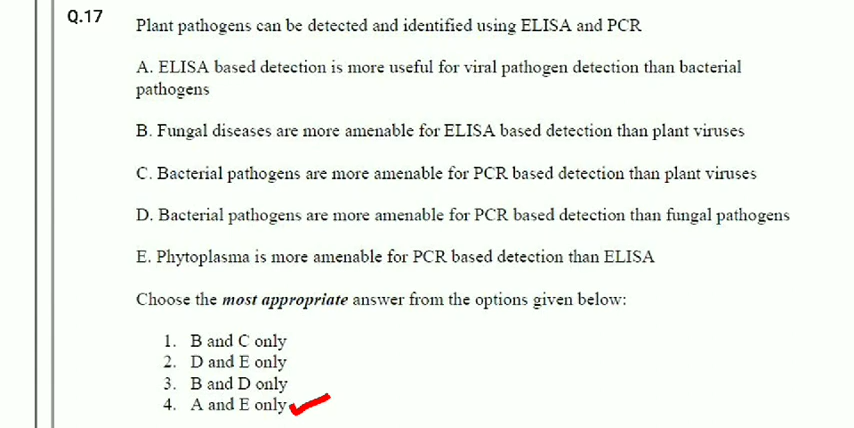 Q.17
Plant pathogens can be detected and identified using ELISA and PCR
A. ELISA based detection is more useful for viral pathogen detection than bacterial
pathogens
B. Fungal diseases are more amenable for ELISA based detection than plant viruses
C. Bacterial pathogens are more amenable for PCR based detection than plant viruses
D. Bacterial pathogens are more amenable for PCR based detection than fungal pathogens
E. Phytoplasma is more amenable for PCR based detection than ELISA
Choose the most appropriate answer from the options given below:
1. B and C only
2. D and E only
3. B and D only
4. A and E only